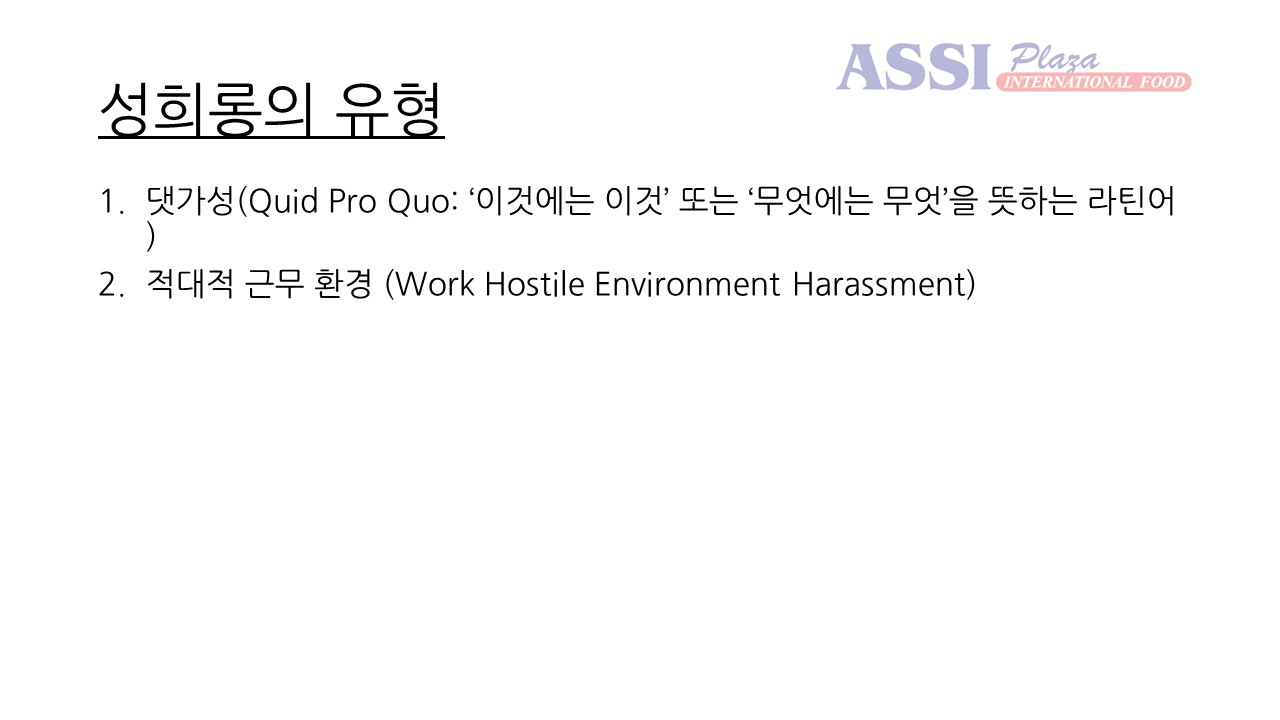 ASSI Plaza
INTERNATIONAL FOOD
성희롱의 유형
1. 댓가성(Quid Pro Quo: ‘이것에는 이것’ 또는 ‘무엇에는 무엇’을 뜻하는 라틴어
)
2. 적대적 근무 환경 (Work Hostile Environment Harassment)